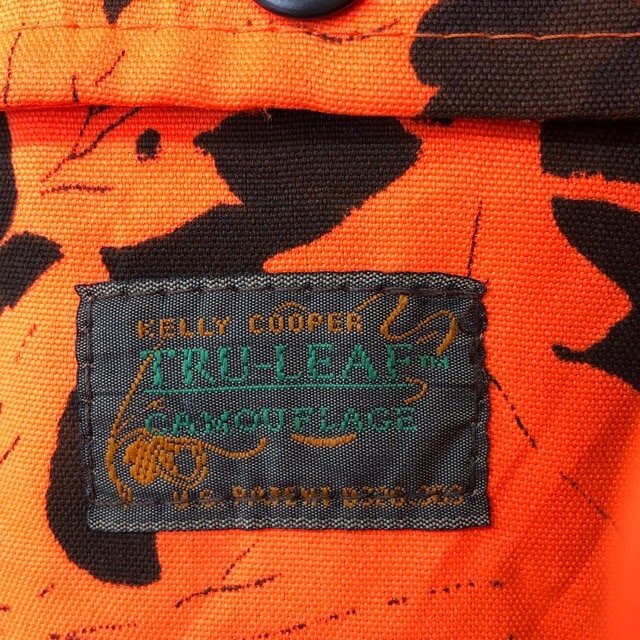 KELLY COOPER
TRU-LEAF™
CAMOUFLAGE
U.S. PATENT